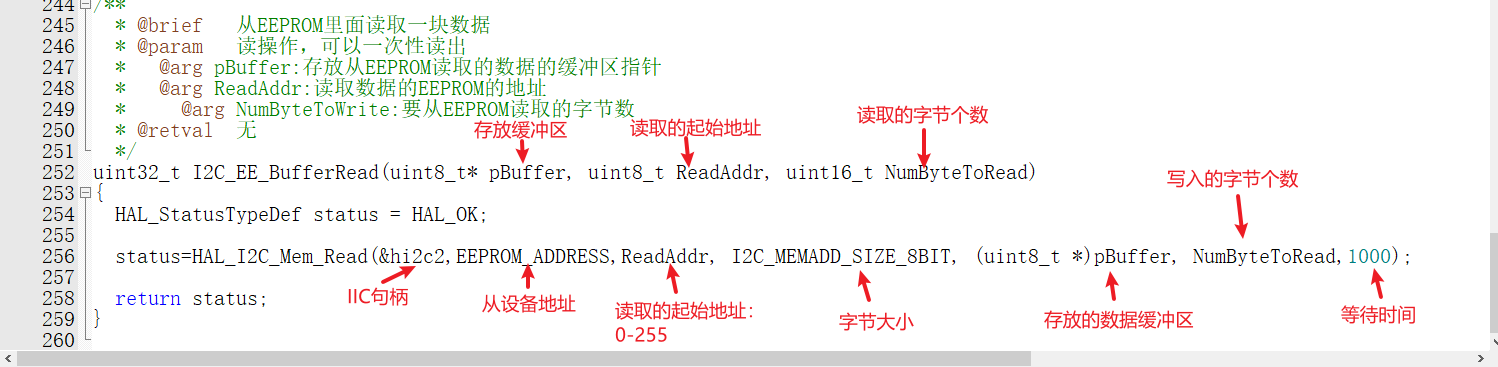 244 /**
245 * @brief 从EEPROM里面读取一块数据
246 * @param 读操作，可以一次性读出
247 * @arg pBuffer:存放从EEPROM读取的数据的缓冲区指针
248 * @arg ReadAddr:读取数据的EEPROM的地址
249 * @arg NumByteToWrite:要从EEPROM读取的字节数
250 * @retval 无
存放缓冲区 读取的起始地址 读取的字节个数
251 */
252 uint32_t I2C_EE_BufferRead(uint8_t* pBuffer, uint8_t ReadAddr, uint16_t NumByteToRead)
写入的字节个数
253 {
254 HAL_StatusTypeDef status = HAL_OK;
255
256 status=HAL_I2C_Mem_Read(&hi2c2,EEPROM_ADDRESS,ReadAddr, I2C_MEMADD_SIZE_8BIT, (uint8_t *)pBuffer, NumByteToRead,1000);
257
258 return status;
IIC句柄 从设备地址 读取的起始地址： 字节大小 存放的数据缓冲区 等待时间
0-255
259 }
260